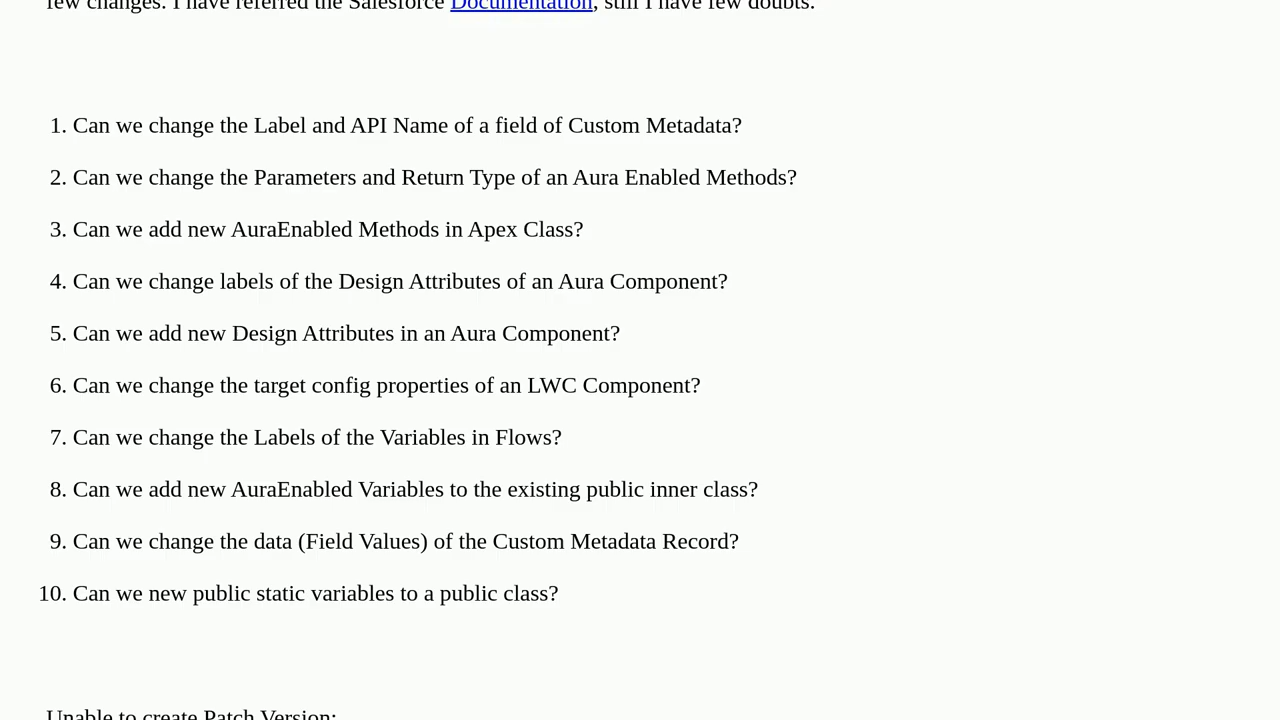 few changes. I have referred the Salesforce Documentation, still I have few doubts.
1. Can we change the Label and API Name of a field of Custom Metadata?
2. Can we change the Parameters and Return Type of an Aura Enabled Methods?
3. Can we add new AuraEnabled Methods in Apex Class?
4. Can we change labels of the Design Attributes of an Aura Component?
5. Can we add new Design Attributes in an Aura Component?
6. Can we change the target config properties of an LWC Component?
7. Can we change the Labels of the Variables in Flows?
8. Can we add new AuraEnabled Variables to the existing public inner class?
9. Can we change the data (Field Values) of the Custom Metadata Record?
10. Can we new public static variables to a public class?
Unable to create Patch Version: